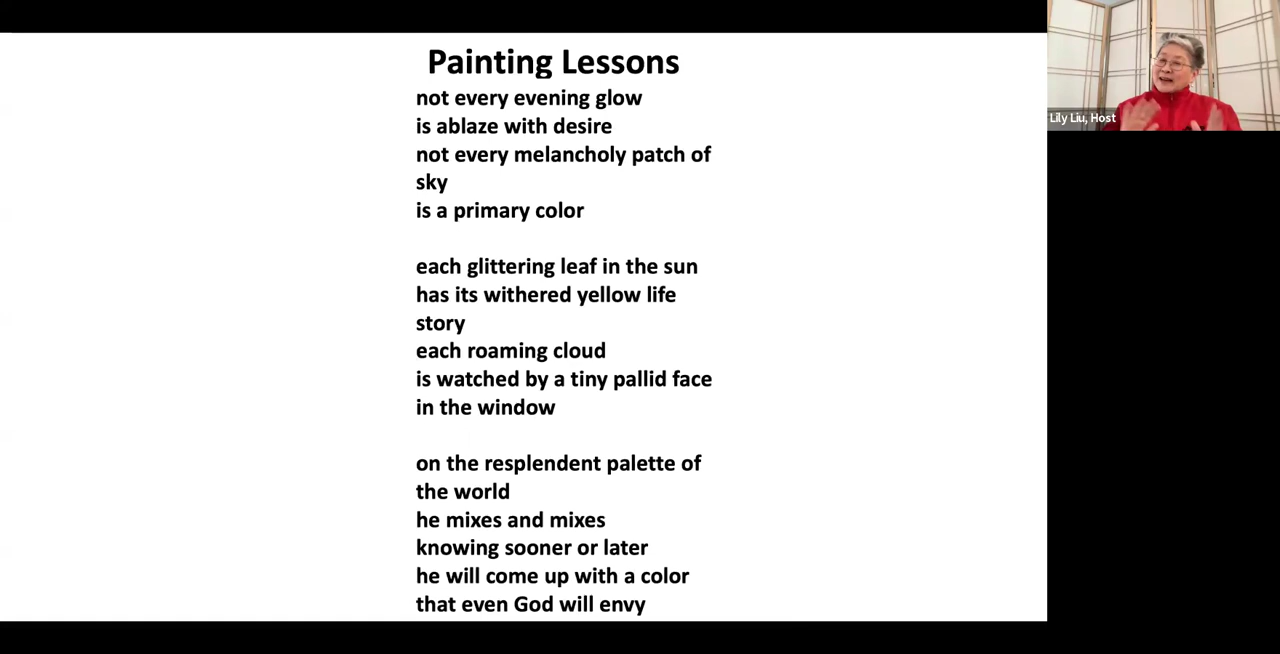 Painting Lessons
not every evening glow
is ablaze with desire
not every melancholy patch of
sky
is a primary color
each glittering leaf in the sun
has its withered yellow life
story
each roaming cloud
is watched by a tiny pallid face
in the window
on the resplendent palette of
the world
he mixes and mixes
knowing sooner or later
he will come up with a color
that even God will envy
Lily Liu, Host